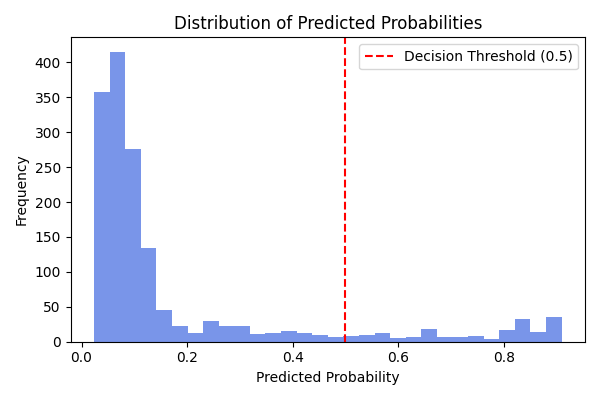 Distribution of Predicted Probabilities
Decision Threshold (0.5)
400
350
300
250
200
150
100
50
0
Frequency
0.0 0.2 0.4 0.6 0.8
Predicted Probability